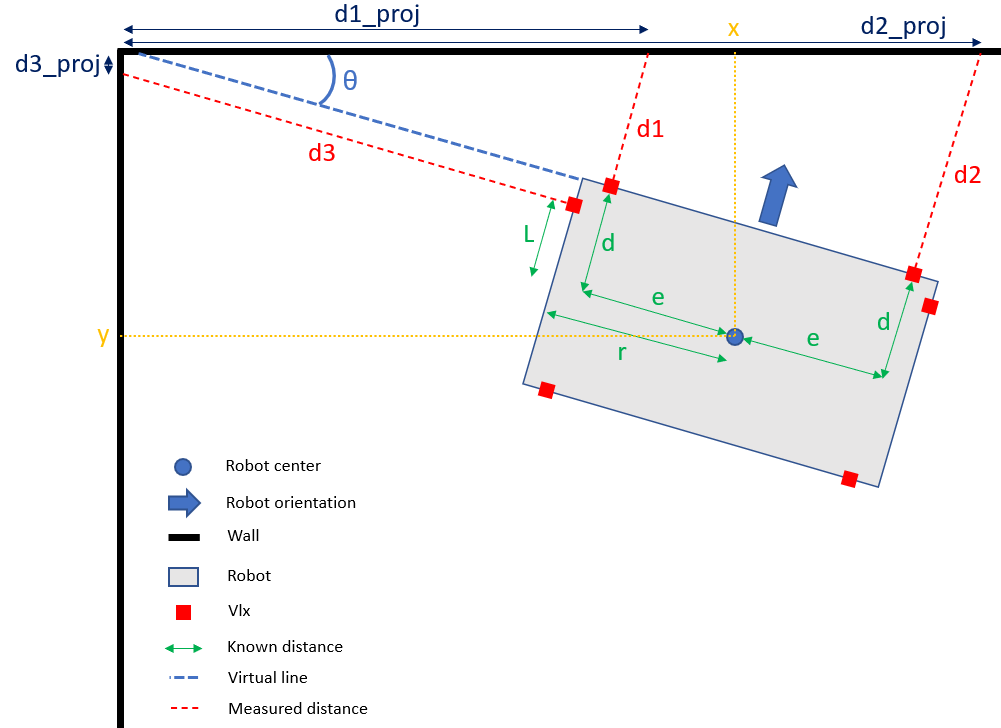 d1_proj
x
d2_proj
d3_proj
θ
d1
d3
d2
L
d
e
d
y
e
r
Robot center
Robot orientation
Wall
Robot
Vlx
Known distance
Virtual line
Measured distance